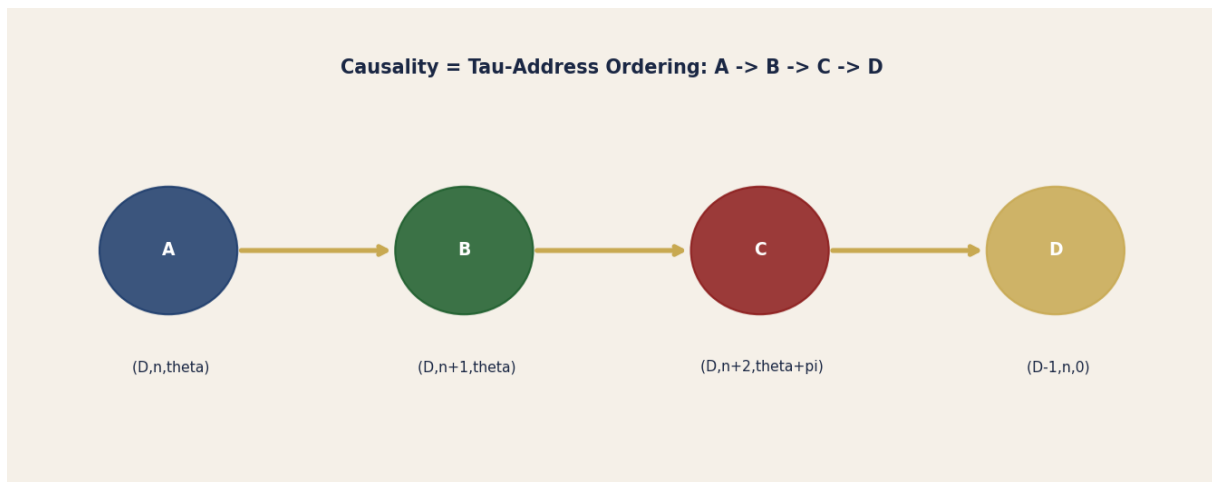 Causality = Tau-Address Ordering: A -> B -> C -> D
A
B
C
D
(D,n,theta)
(D,n+1,theta)
(D,n+2,theta+pi)
(D-1,n,0)